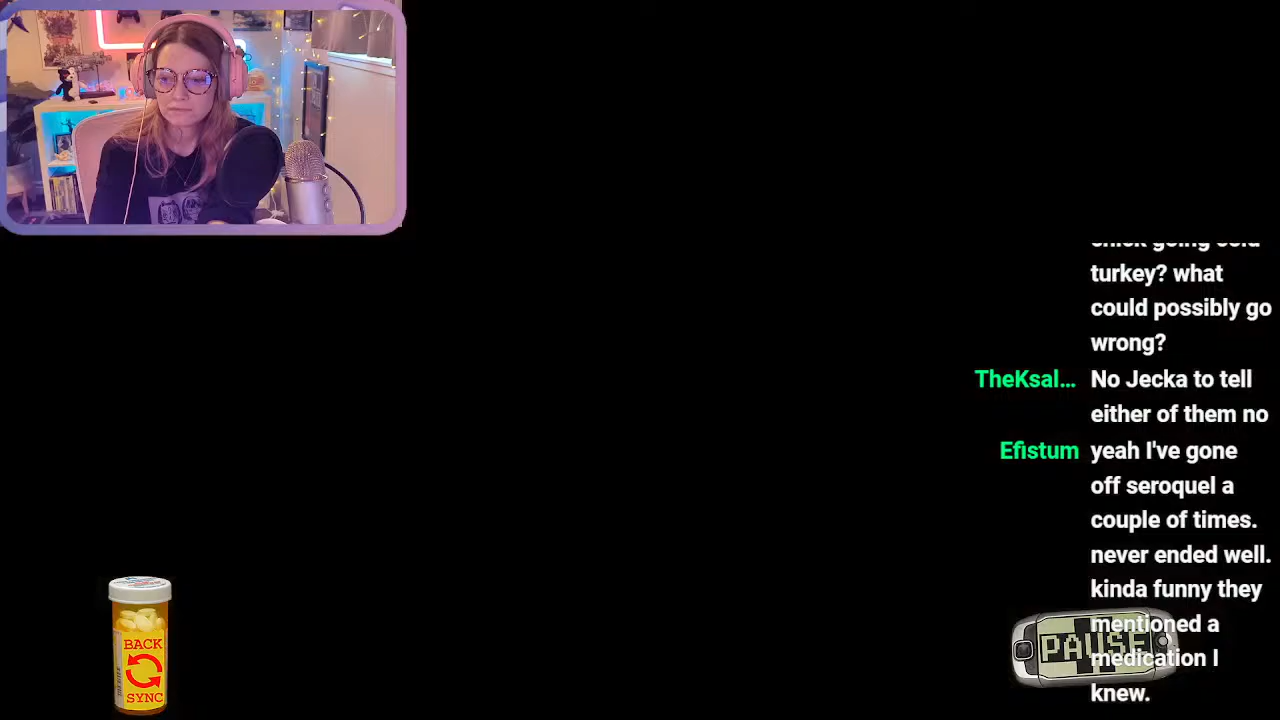 turkey? what
could possibly go
wrong?
TheKsal... No Jecka to tell
either of them no
Efistum yeah I've gone
off seroquel a
couple of times.
never ended well.
kinda funny they
mentioned a
medication I
knew.
PAUSE
BACK
SYNC